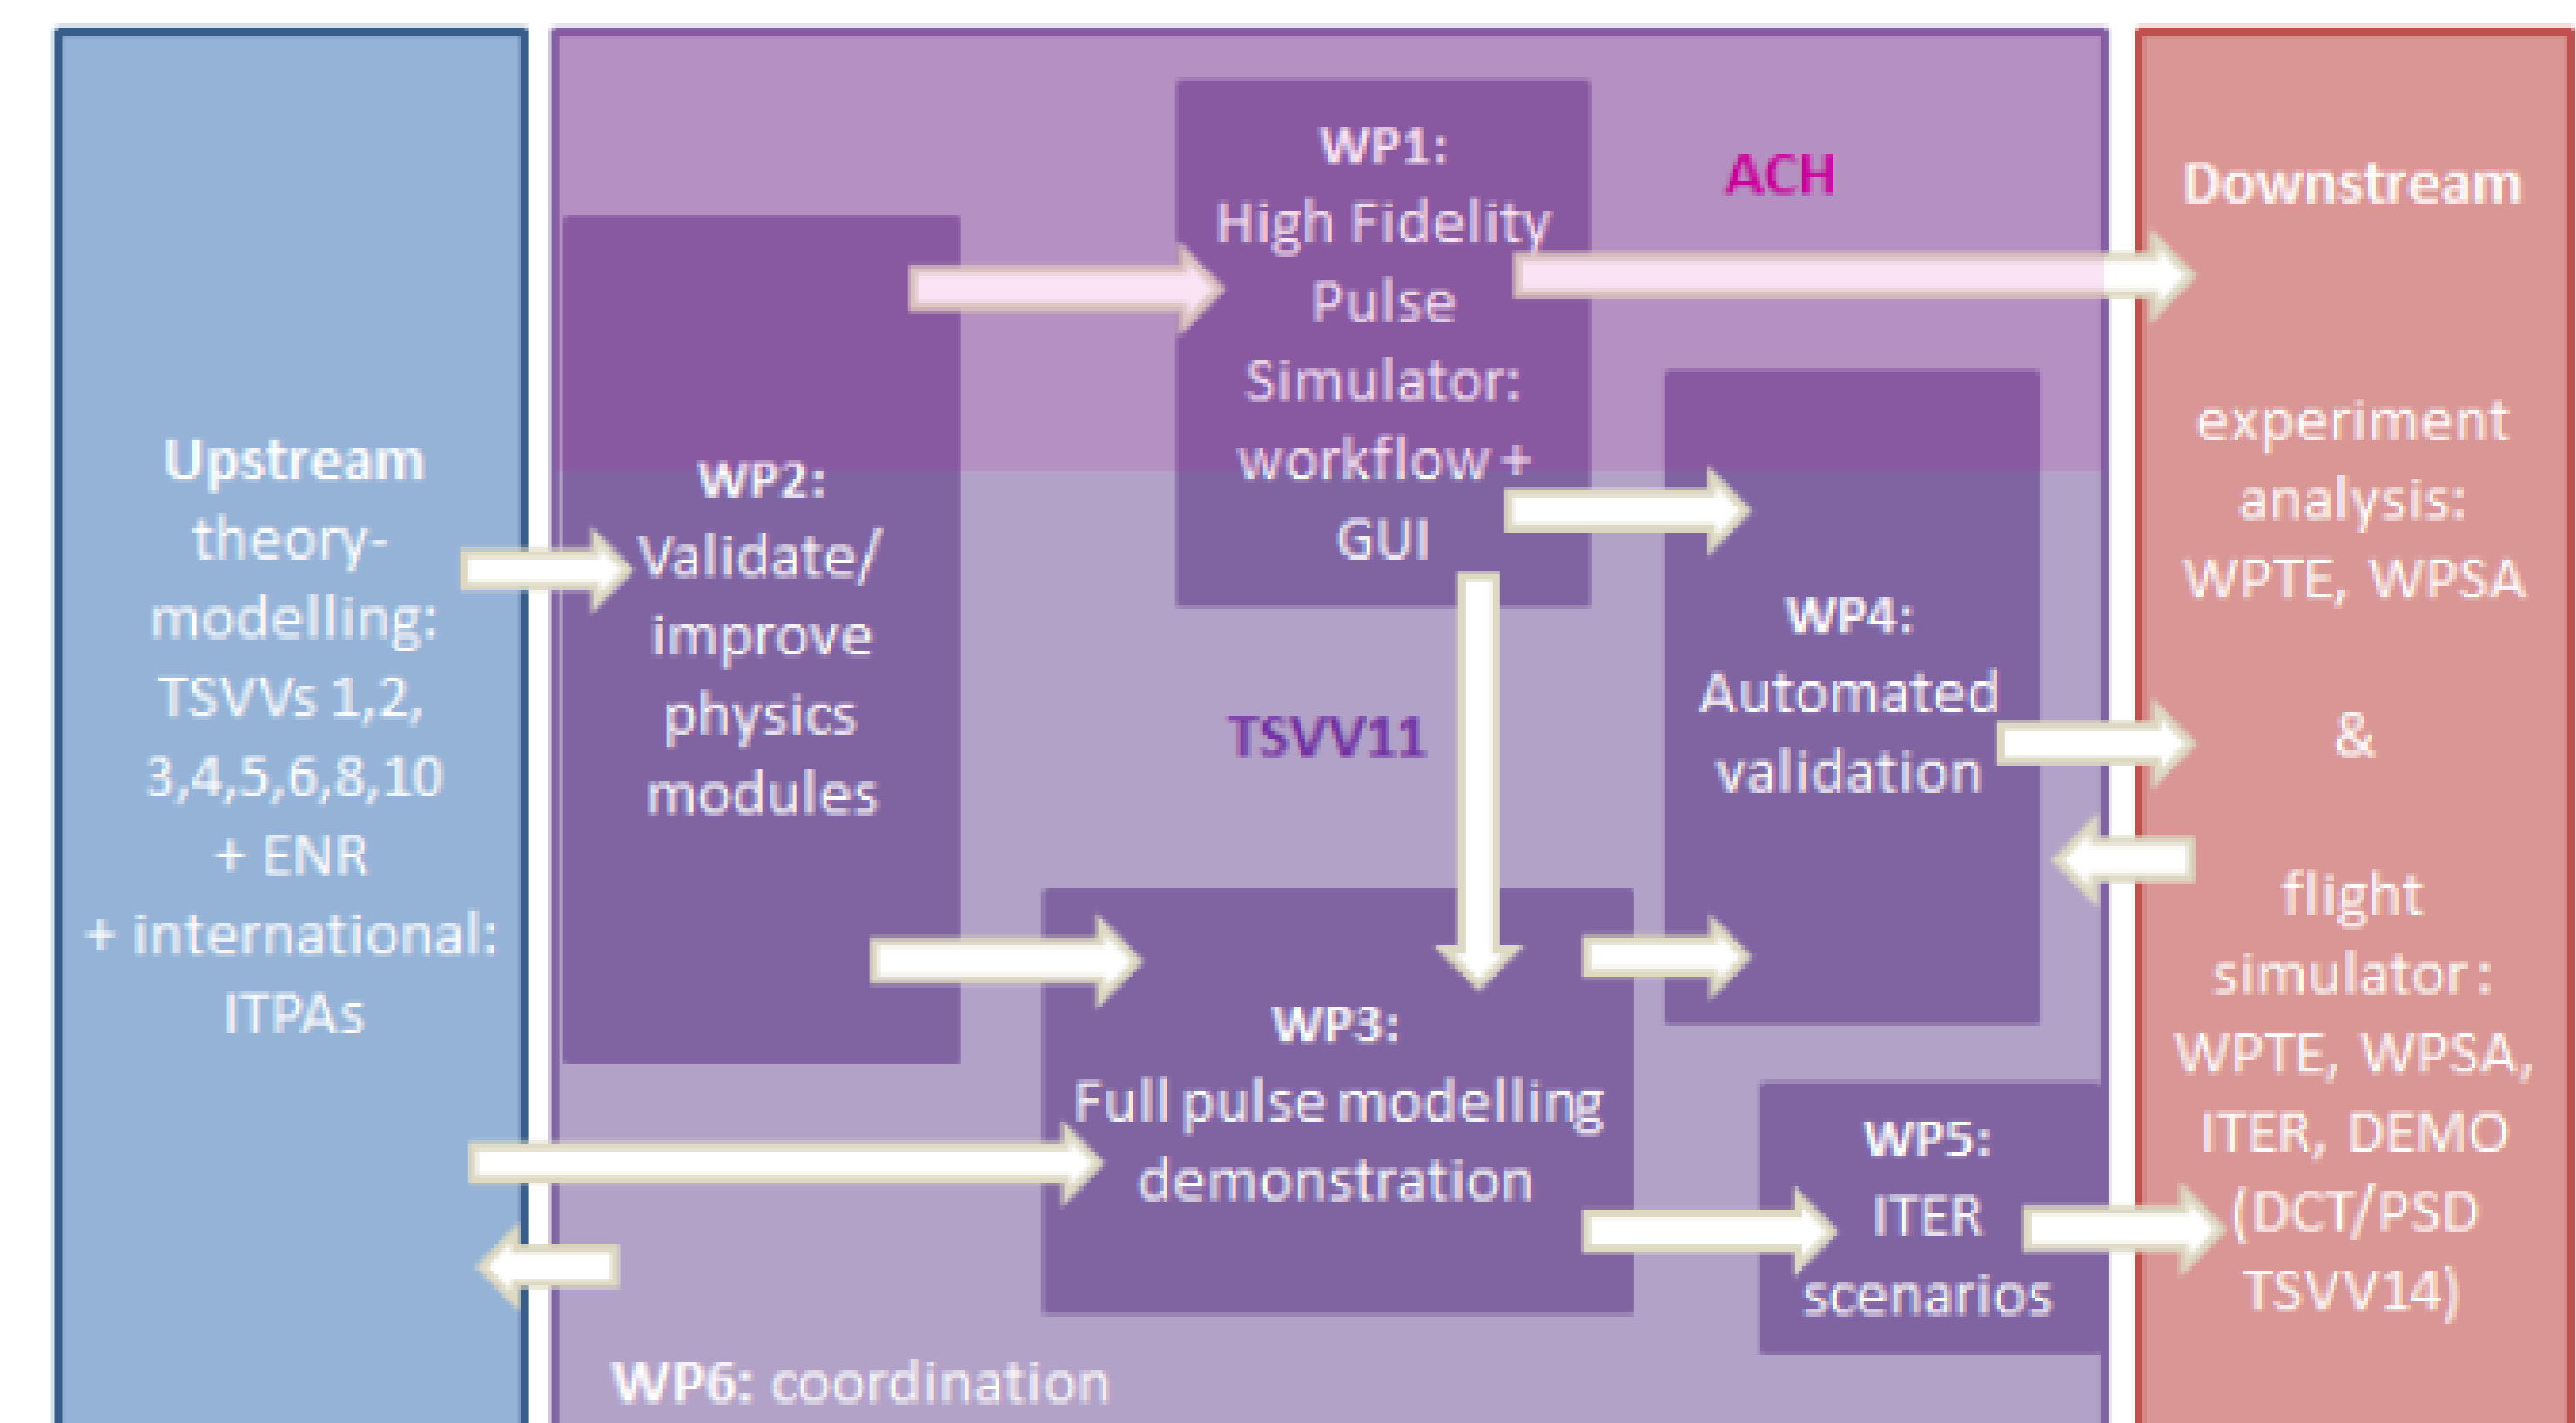 Upstream
theory-
modelling:
TSVVs 1,2,
3,4,5,6,8,10
+ ENR
+ international:
ITPAs
WP2:
Validate/
improve
physics
modules
WP1:
High Fidelity
Pulse
Simulator:
workflow +
GUI
ACH
TSVV11
WP4:
Automated
validation
WP3:
Full pulse modelling
demonstration
WP5:
ITER
scenarios
WP6: coordination
Downstream
experiment
analysis:
WPTE, WPSA
&
flight
simulator :
WPTE, WPSA,
ITER, DEMO
(DCT/PSD
TSVV14)